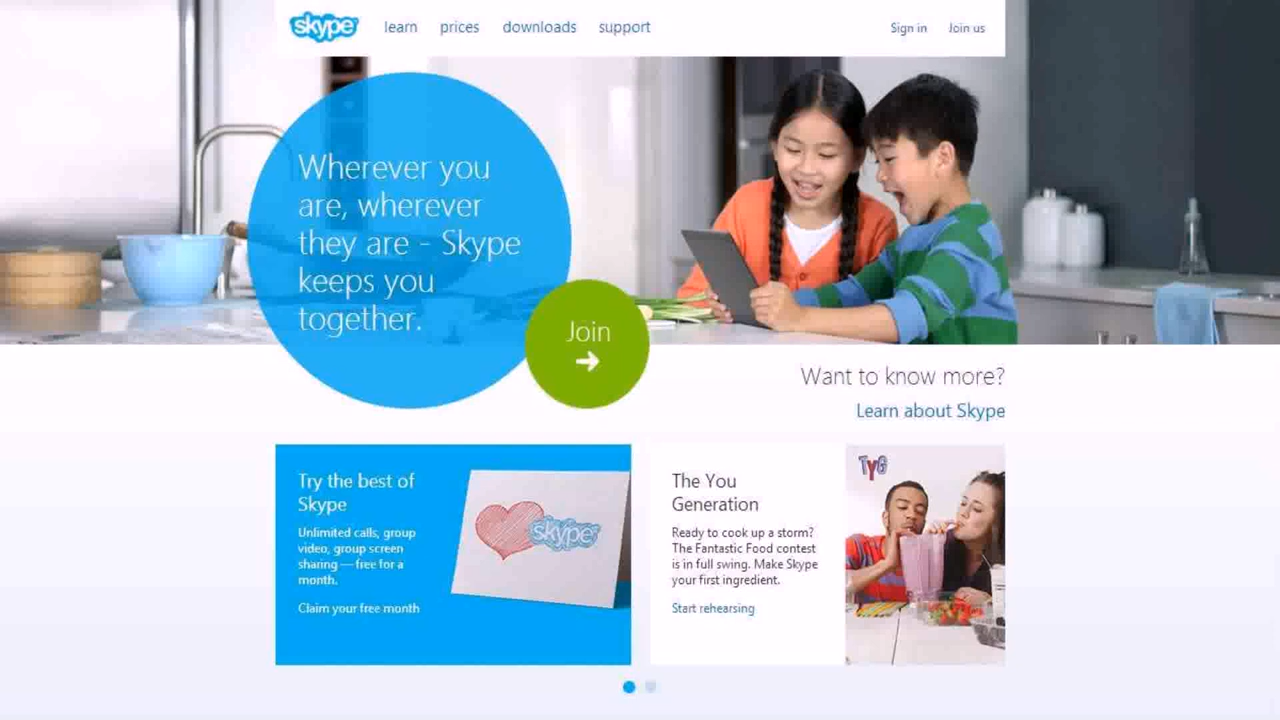 skype
learn
prices
downloads
support
Sign in
Join us
Wherever you
are, wherever
they are - Skype
keeps you
together.
Join
Want to know more?
Learn about Skype
Try the best of
Skype
Unlimited calls, group
video, group screen
sharing — free for a
month.
Claim your free month
skype
The You
Generation
Ready to cook up a storm?
The Fantastic Food contest
is in full swing. Make Skype
your first ingredient.
Start rehearsing
TYG